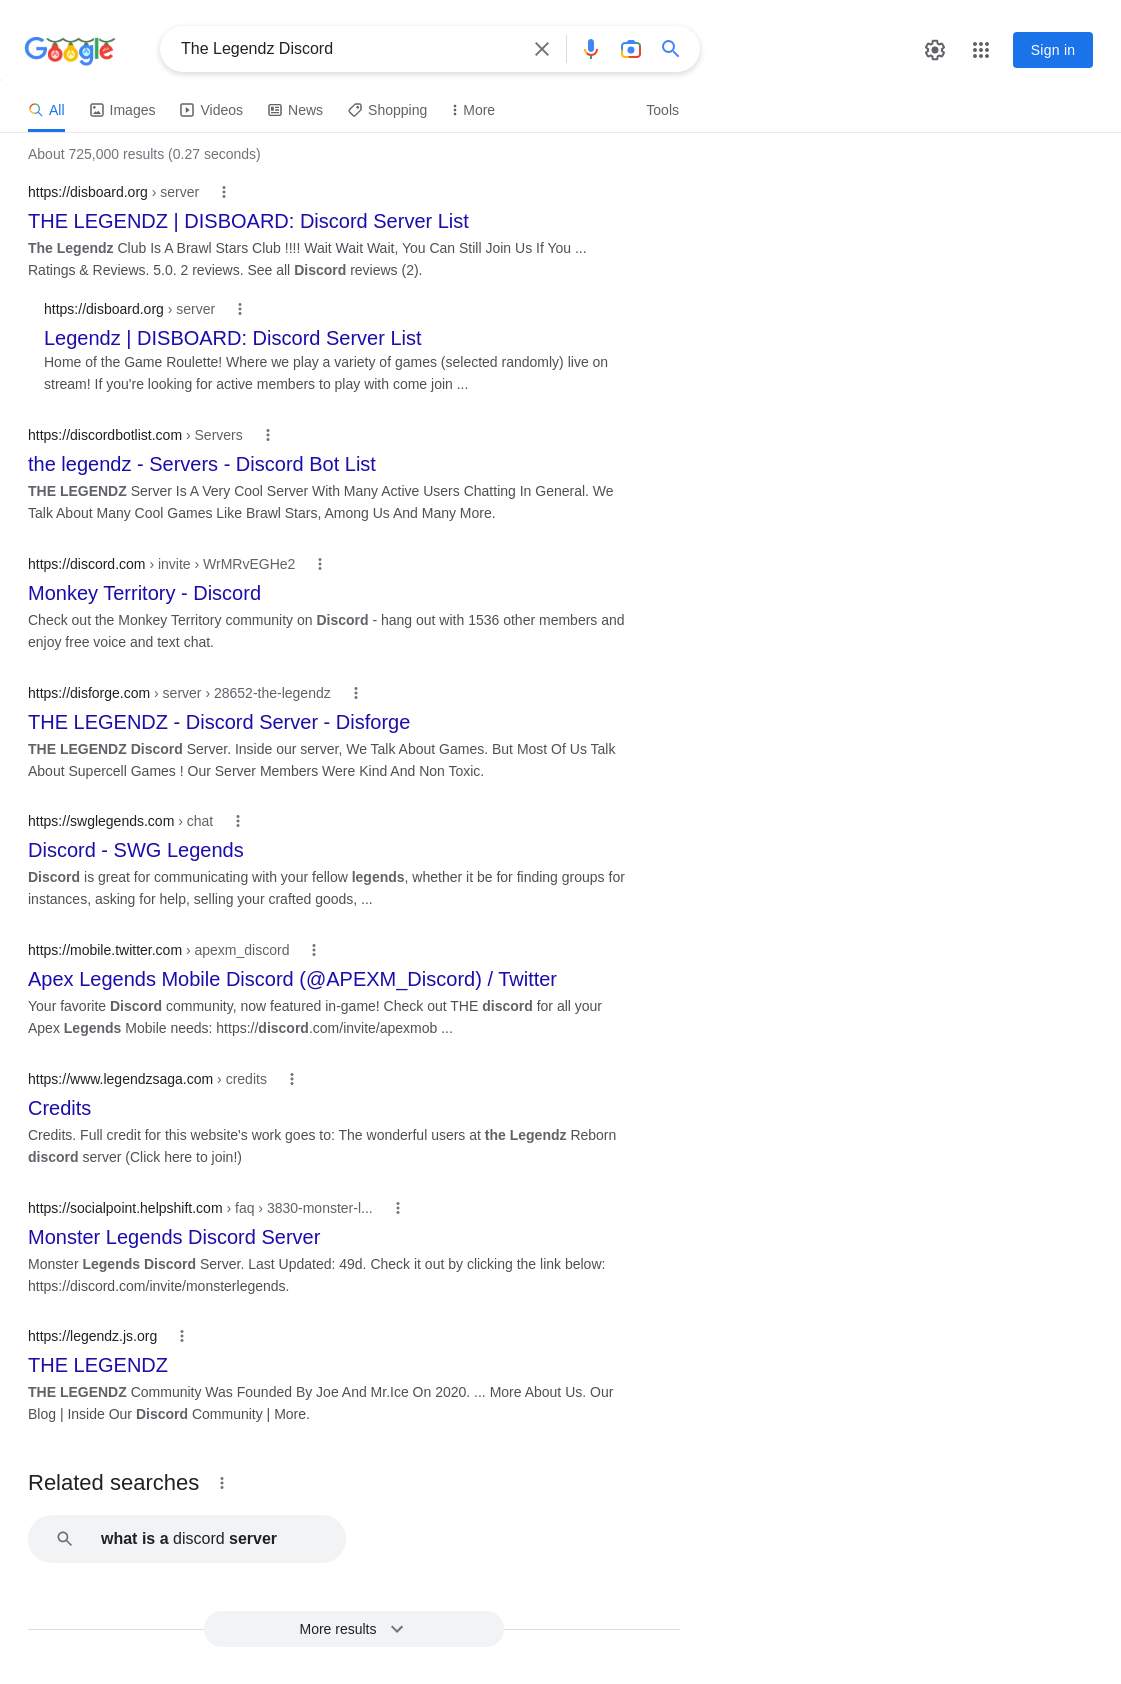 Google
The Legendz Discord
Sign in
All Images Videos News Shopping More Tools
About 725,000 results (0.27 seconds)
https://disboard.org › server
THE LEGENDZ | DISBOARD: Discord Server List
The Legendz Club Is A Brawl Stars Club !!!! Wait Wait Wait, You Can Still Join Us If You ...
Ratings & Reviews. 5.0. 2 reviews. See all Discord reviews (2).
https://disboard.org › server
Legendz | DISBOARD: Discord Server List
Home of the Game Roulette! Where we play a variety of games (selected randomly) live on
stream! If you're looking for active members to play with come join ...
https://discordbotlist.com › Servers
the legendz - Servers - Discord Bot List
THE LEGENDZ Server Is A Very Cool Server With Many Active Users Chatting In General. We
Talk About Many Cool Games Like Brawl Stars, Among Us And Many More.
https://discord.com › invite › WrMRvEGHe2
Monkey Territory - Discord
Check out the Monkey Territory community on Discord - hang out with 1536 other members and
enjoy free voice and text chat.
https://disforge.com › server › 28652-the-legendz
THE LEGENDZ - Discord Server - Disforge
THE LEGENDZ Discord Server. Inside our server, We Talk About Games. But Most Of Us Talk
About Supercell Games ! Our Server Members Were Kind And Non Toxic.
https://swglegends.com › chat
Discord - SWG Legends
Discord is great for communicating with your fellow legends, whether it be for finding groups for
instances, asking for help, selling your crafted goods, ...
https://mobile.twitter.com › apexm_discord
Apex Legends Mobile Discord (@APEXM_Discord) / Twitter
Your favorite Discord community, now featured in-game! Check out THE discord for all your
Apex Legends Mobile needs: https://discord.com/invite/apexmob ...
https://www.legendzsaga.com › credits
Credits
Credits. Full credit for this website's work goes to: The wonderful users at the Legendz Reborn
discord server (Click here to join!)
https://socialpoint.helpshift.com › faq › 3830-monster-l...
Monster Legends Discord Server
Monster Legends Discord Server. Last Updated: 49d. Check it out by clicking the link below:
https://discord.com/invite/monsterlegends.
https://legendz.js.org
THE LEGENDZ
THE LEGENDZ Community Was Founded By Joe And Mr.Ice On 2020. ... More About Us. Our
Blog | Inside Our Discord Community | More.
Related searches
what is a discord server
More results